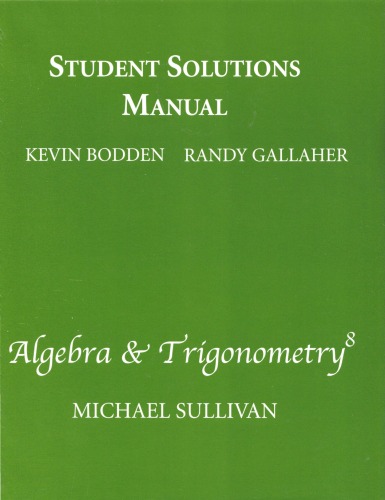 STUDENT SOLUTIONS
MANUAL
KEVIN BODDEN RANDY GALLAHER
Algebra & Trigonometry8
MICHAEL SULLIVAN